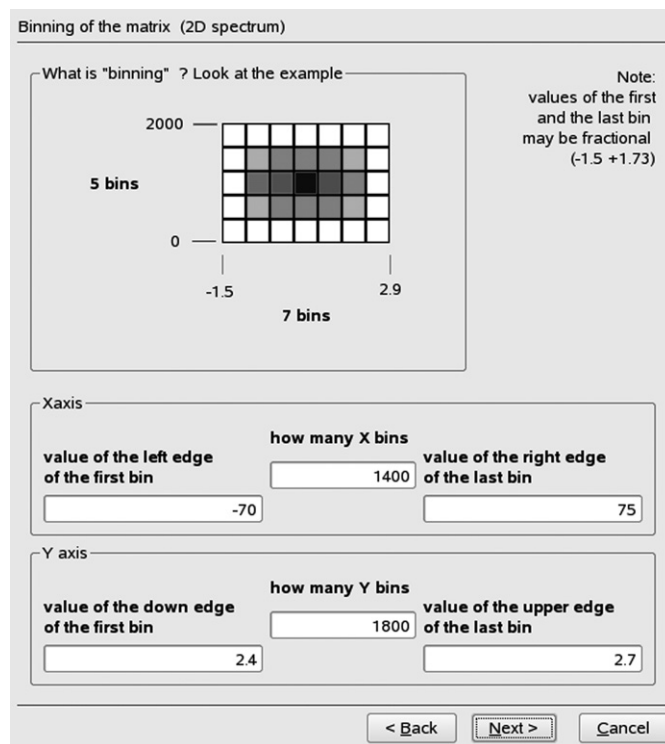 Binning of the matrix (2D spectrum)
What is "binning" ? Look at the example
2000
5 bins
0
-1.5
2.9
7 bins
Note:
values of the first
and the last bin
may be fractional
(-1.5 +1.73)
Xaxis
value of the left edge
of the first bin
-70
how many X bins
1400
value of the right edge
of the last bin
75
Y axis
value of the down edge
of the first bin
2.4
how many Y bins
1800
value of the upper edge
of the last bin
2.7
< Back
Next >
Cancel